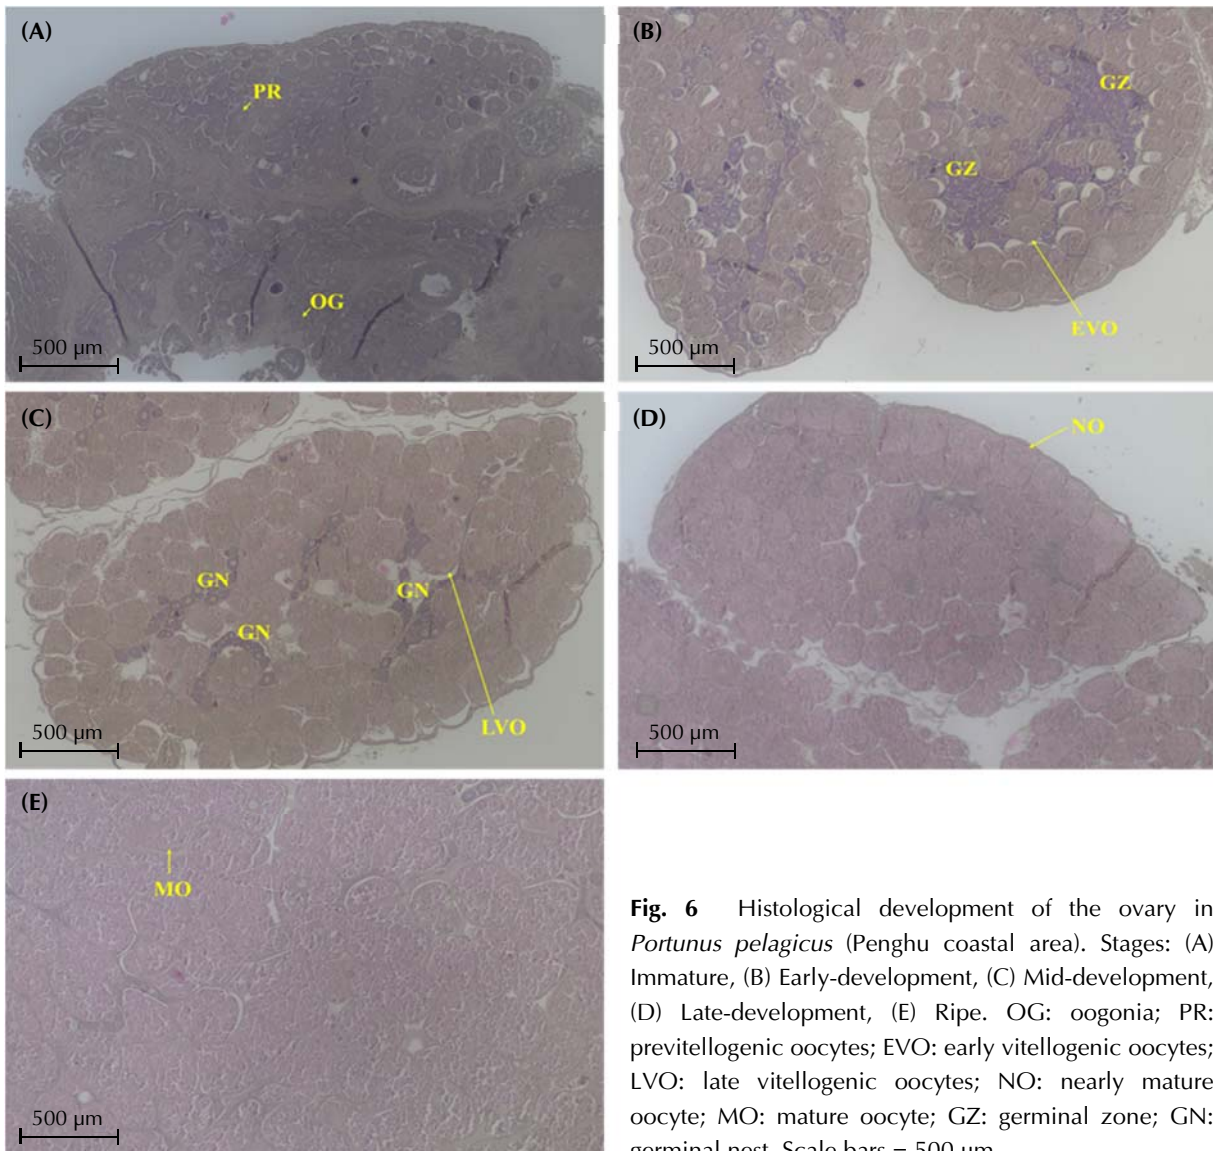 (A)
PR
OG
500 µm
(B)
GZ
GZ
EVO
500 µm
(C)
GN
GN
GN
LVO
500 µm
(D)
NO
500 µm
(E)
MO
500 µm
Fig. 6 Histological development of the ovary in
Portunus pelagicus (Penghu coastal area). Stages: (A)
Immature, (B) Early-development, (C) Mid-development,
(D) Late-development, (E) Ripe. OG: oogonia; PR:
previtellogenic oocytes; EVO: early vitellogenic oocytes;
LVO: late vitellogenic oocytes; NO: nearly mature
oocyte; MO: mature oocyte; GZ: germinal zone; GN:
germinal nest. Scale bars = 500 µm